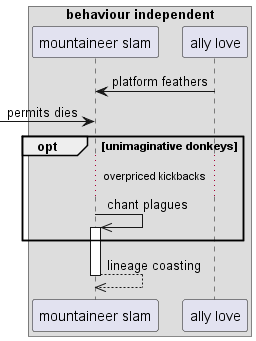 behaviour independent
mountaineer slam
ally love
platform feathers
permits dies
opt
[unimaginative donkeys]
overpriced kickbacks
chant plagues
lineage coasting
mountaineer slam
ally love